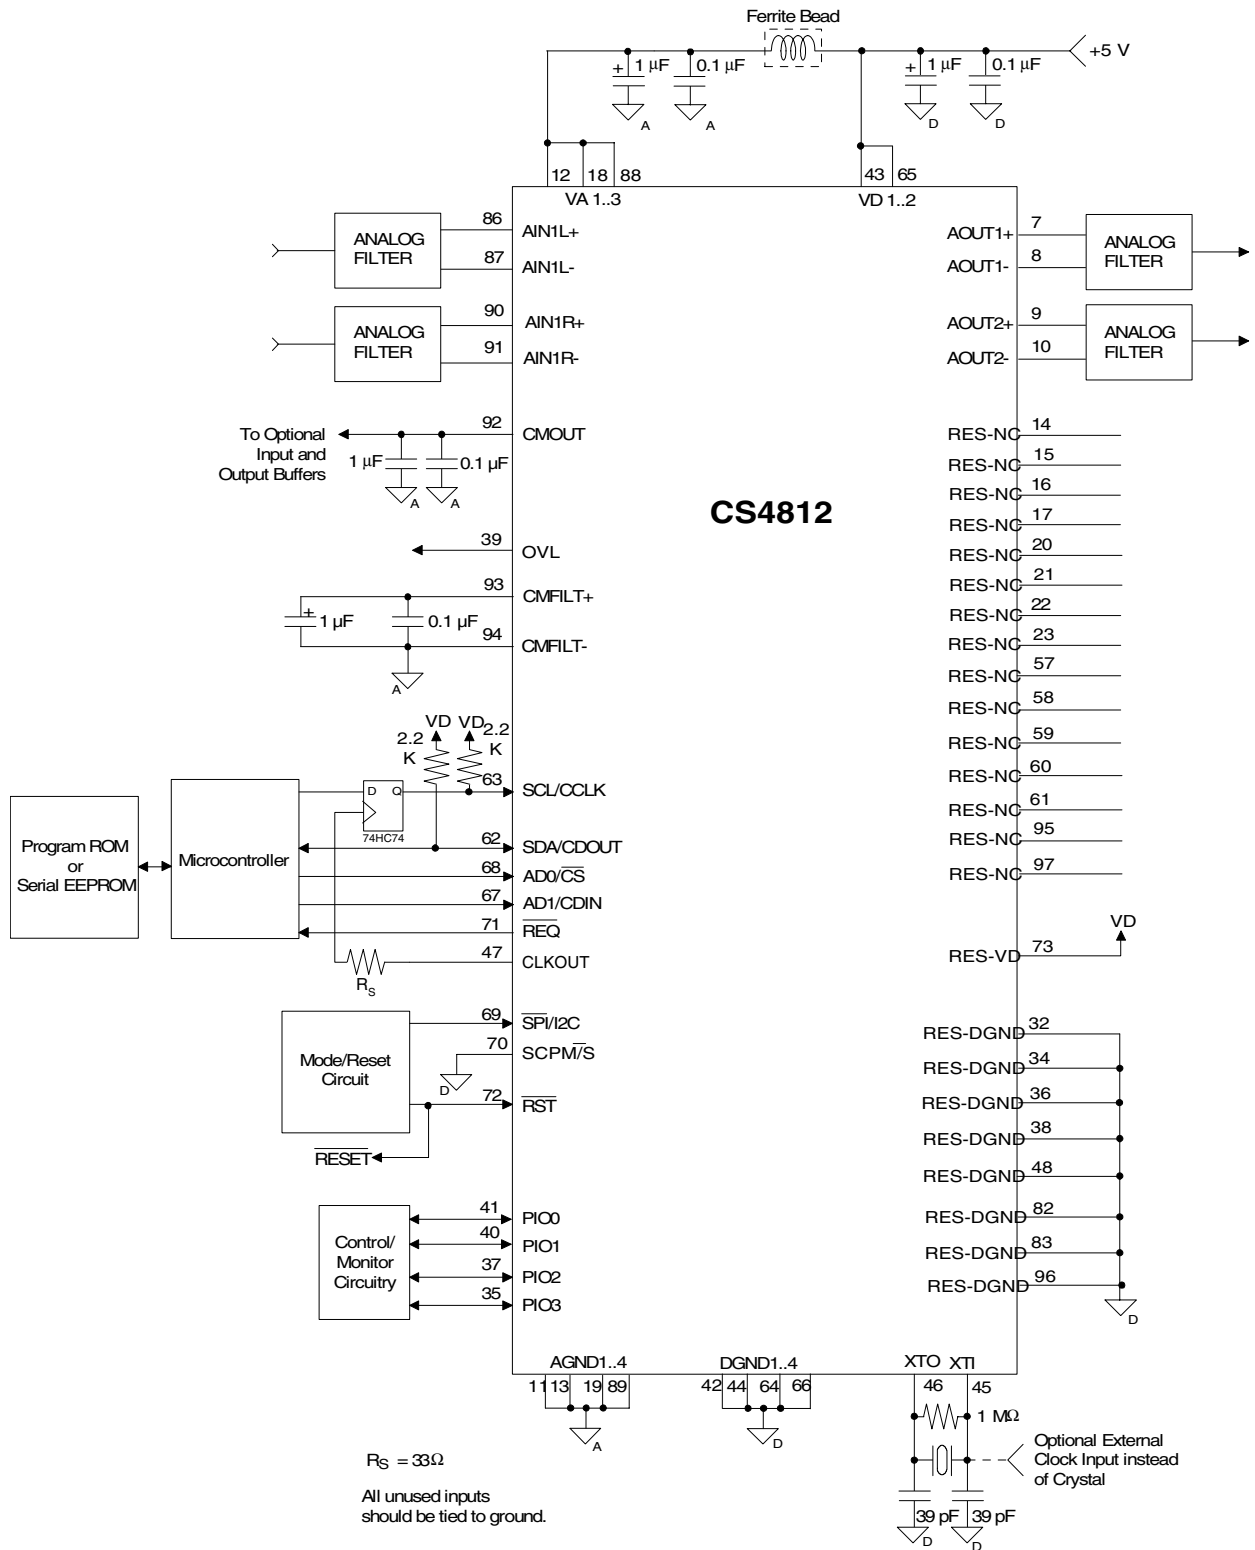 Ferrite Bead
+ 1 µF
0.1 µF
+ 1 µF
0.1 µF
+5 V
A
A
D
D
12 18 88
43 65
VA 1..3
VD 1..2
ANALOG
FILTER
86
AIN1L+
87
AIN1L-
ANALOG
FILTER
90
AIN1R+
91
AIN1R-
AOUT1+
7
AOUT1-
8
ANALOG
FILTER
AOUT2+
9
AOUT2-
10
ANALOG
FILTER
To Optional
Input and
Output Buffers
92
CMOUT
1 µF
0.1 µF
A
A
CS4812
39
OVL
93
CMFILT+
+ 1 µF
0.1 µF
94
CMFILT-
A
RES-NC 14
RES-NC 15
RES-NC 16
RES-NC 17
RES-NC 20
RES-NC 21
RES-NC 22
RES-NC 23
RES-NC 57
RES-NC 58
RES-NC 59
RES-NC 60
RES-NC 61
RES-NC 95
RES-NC 97
VD
VD
2.2
K
2.2
K
D Q
74HC74
63
SCL/CCLK
62
SDA/CDOUT
68
AD0/C̅S̅
67
AD1/CDIN
71
R̅E̅Q̅
47
CLKOUT
RS
Program ROM
or
Serial EEPROM
Microcontroller
VD
RES-VD 73
Mode/Reset
Circuit
69
S̅P̅I̅/I2C
70
SCPM/S̅
D
72
R̅S̅T̅
R̅E̅S̅E̅T̅
RES-DGND 32
RES-DGND 34
RES-DGND 36
RES-DGND 38
RES-DGND 48
RES-DGND 82
RES-DGND 83
RES-DGND 96
D
Control/
Monitor
Circuitry
41
PIO0
40
PIO1
37
PIO2
35
PIO3
AGND1..4
11 13 19 89
A
DGND1..4
42 44 64 66
D
XTO XTI
46 45
1 MΩ
Optional External
Clock Input instead
of Crystal
39 pF
39 pF
D
D
RS = 33Ω
All unused inputs
should be tied to ground.